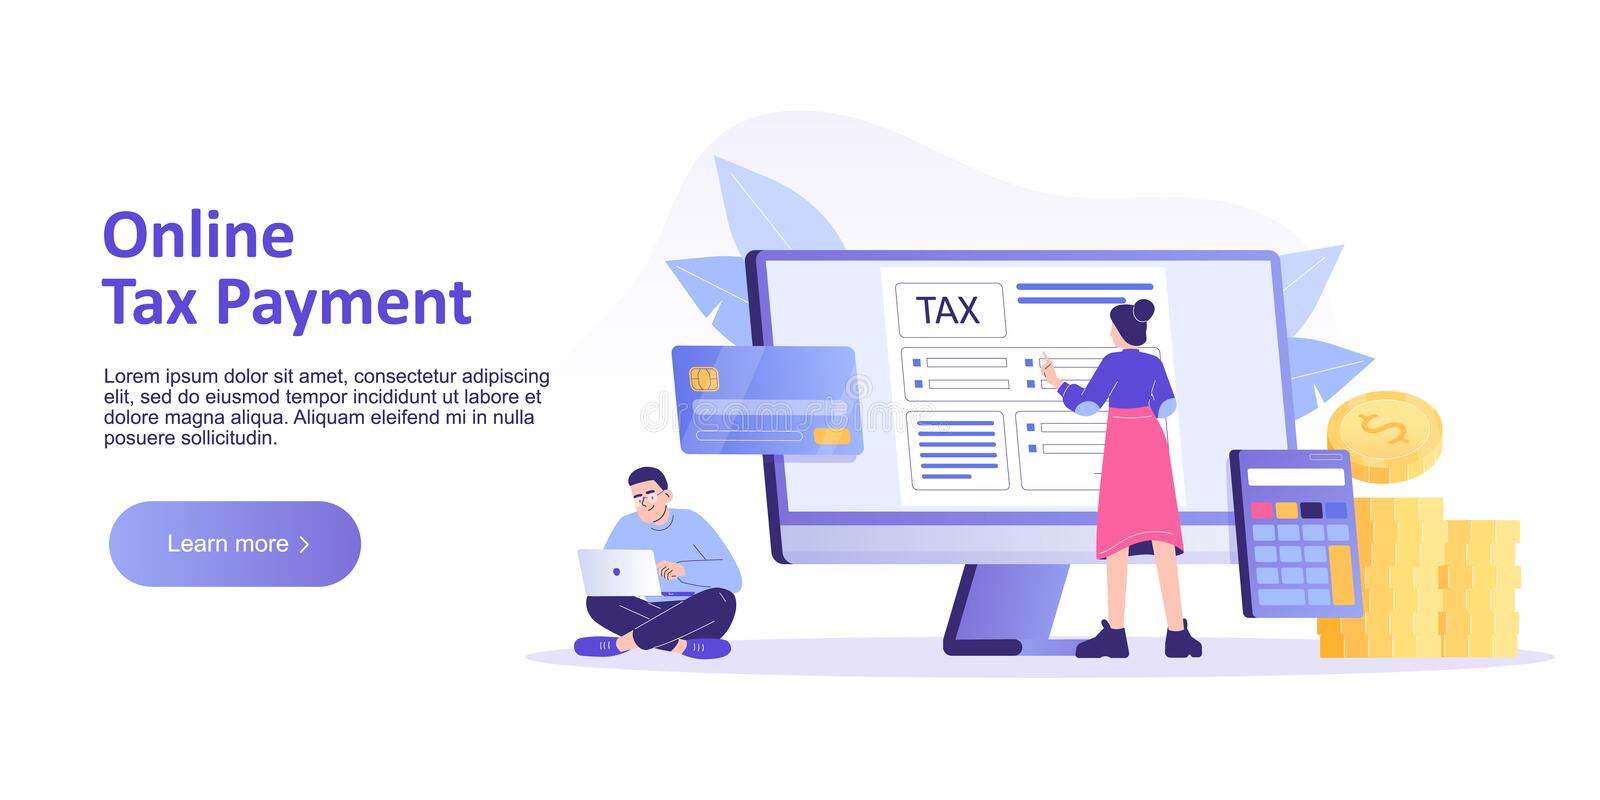 Online
Tax Payment
Lorem ipsum dolor sit amet, consectetur adipiscing
elit, sed do eiusmod tempor incididunt ut labore et
dolore magna aliqua. Aliquam eleifend mi in nulla
posuere sollicitudin.
Learn more >
TAX
dreamstime